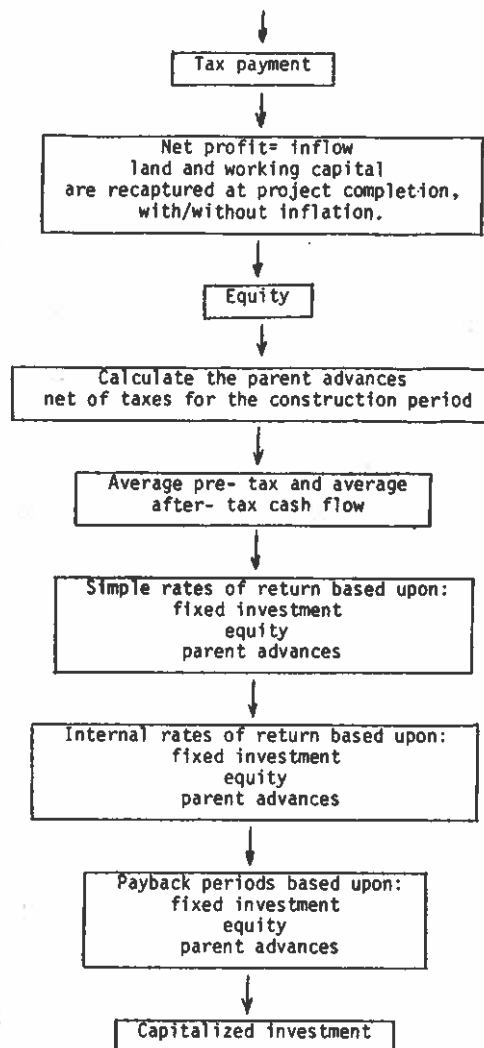 Tax payment
Net profit= inflow
land and working capital
are recaptured at project completion,
with/without inflation.
Equity
Calculate the parent advances
net of taxes for the construction period
Average pre- tax and average
after- tax cash flow
Simple rates of return based upon:
fixed investment
equity
parent advances
Internal rates of return based upon:
fixed investment
equity
parent advances
Payback periods based upon:
fixed investment
equity
parent advances
Capitalized investment